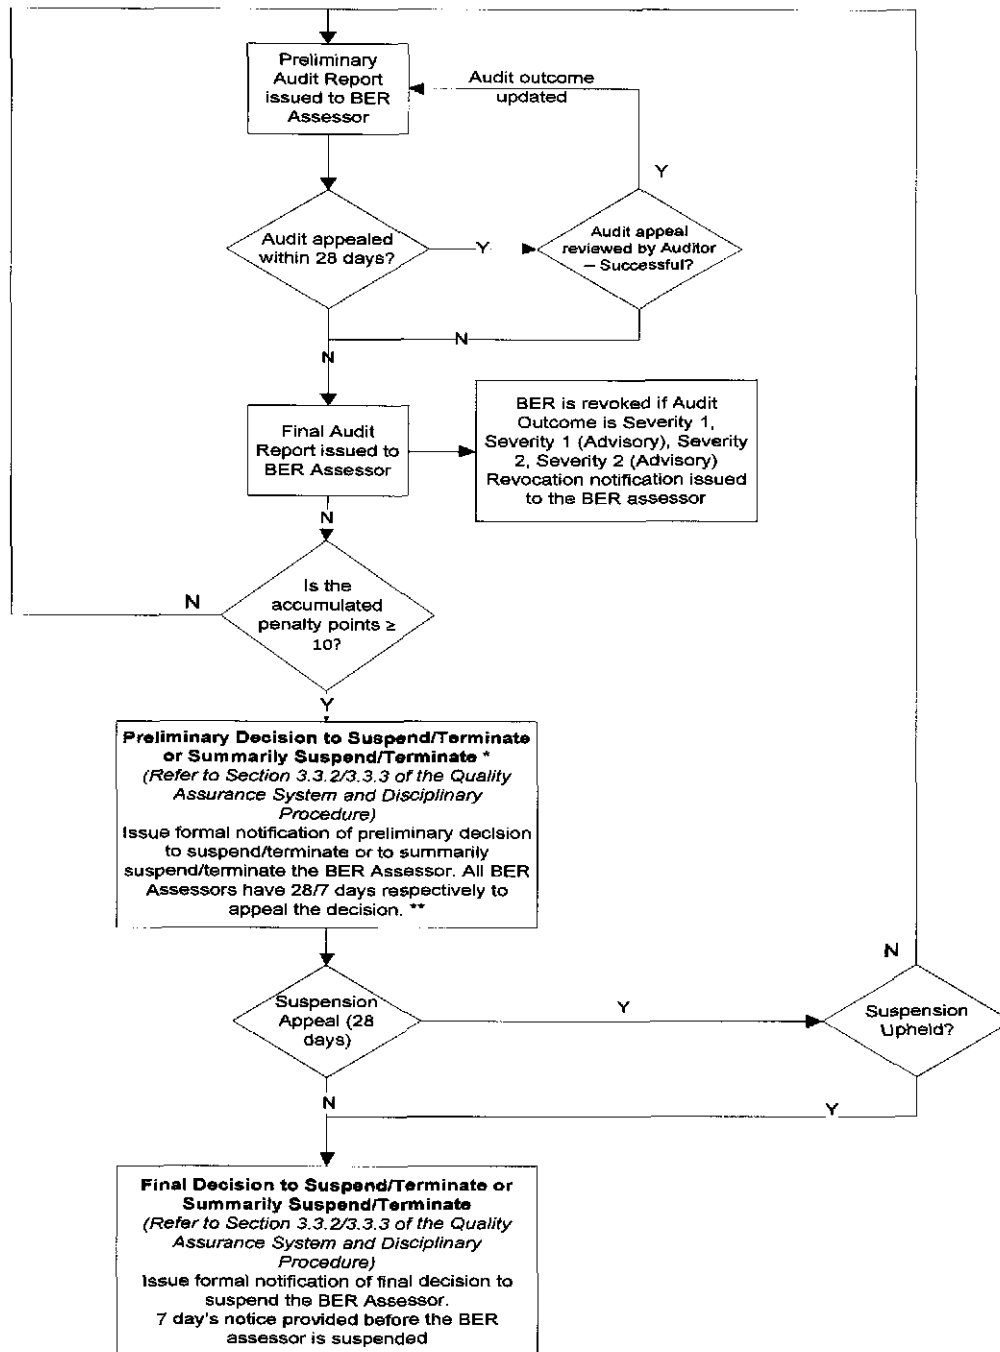 Preliminary
Audit Report
issued to BER
Assessor
Audit outcome
updated
Y
Audit appealed
within 28 days?
Y
Audit appeal
reviewed by Auditor
– Successful?
N
N
Final Audit
Report issued to
BER Assessor
BER is revoked if Audit
Outcome is Severity 1,
Severity 1 (Advisory), Severity
2, Severity 2 (Advisory)
Revocation notification issued
to the BER assessor
N
Is the
accumulated
penalty points ≥
10?
N
Y
Preliminary Decision to Suspend/Terminate
or Summarily Suspend/Terminate *
(Refer to Section 3.3.2/3.3.3 of the Quality
Assurance System and Disciplinary
Procedure)
Issue formal notification of preliminary decision
to suspend/terminate or to summarily
suspend/terminate the BER Assessor. All BER
Assessors have 28/7 days respectively to
appeal the decision. **
N
Suspension
Appeal (28
days)
Y
Suspension
Upheld?
N
Y
Final Decision to Suspend/Terminate or
Summarily Suspend/Terminate
(Refer to Section 3.3.2/3.3.3 of the Quality
Assurance System and Disciplinary
Procedure)
Issue formal notification of final decision to
suspend the BER Assessor.
7 day's notice provided before the BER
assessor is suspended